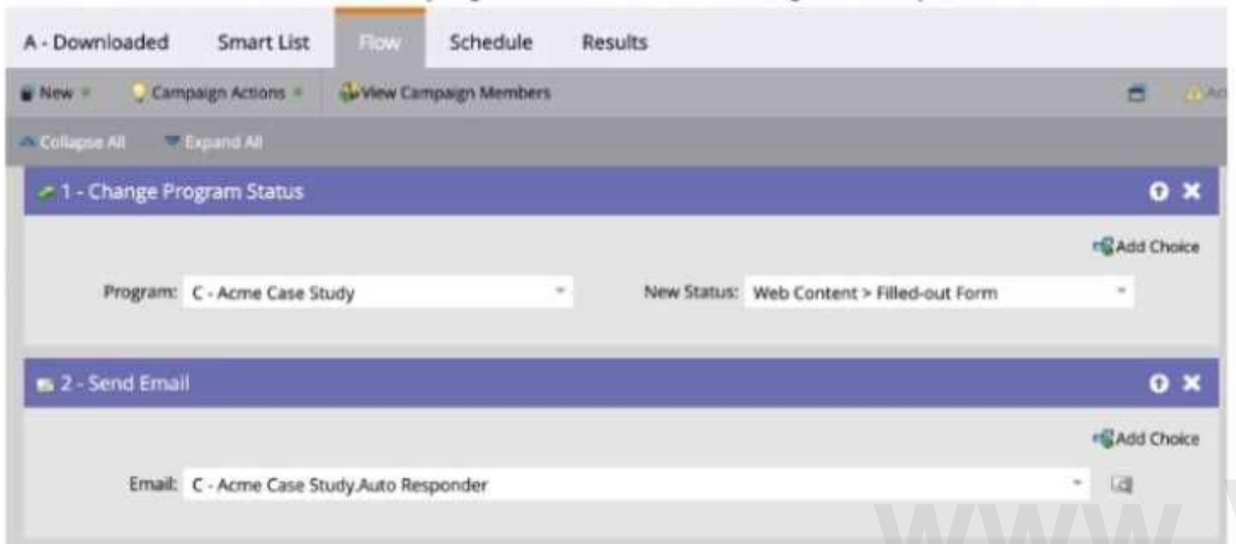 A - Downloaded Smart List Flow Schedule Results
New Campaign Actions View Campaign Members
Collapse All Expand All
1 - Change Program Status
Add Choice
Program: C - Acme Case Study New Status: Web Content > Filled-out Form
2 - Send Email
Add Choice
Email: C - Acme Case Study.Auto Responder
www.